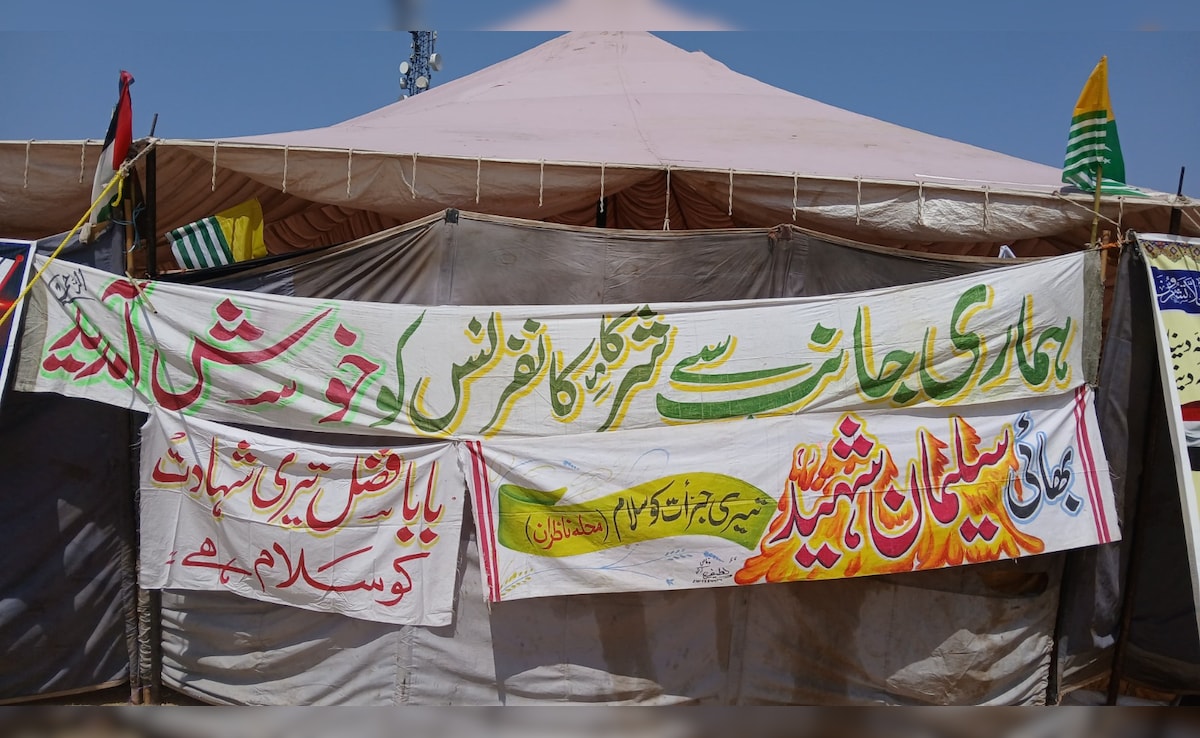 ہماری جانب سے شرکاء کانفرنس کو خوش آمدید
بھائی سلیمان شہید
تیری جرأت کو سلام (محلہ ناظران)
بابا فضل تیری شہادت
کو سلام ہے